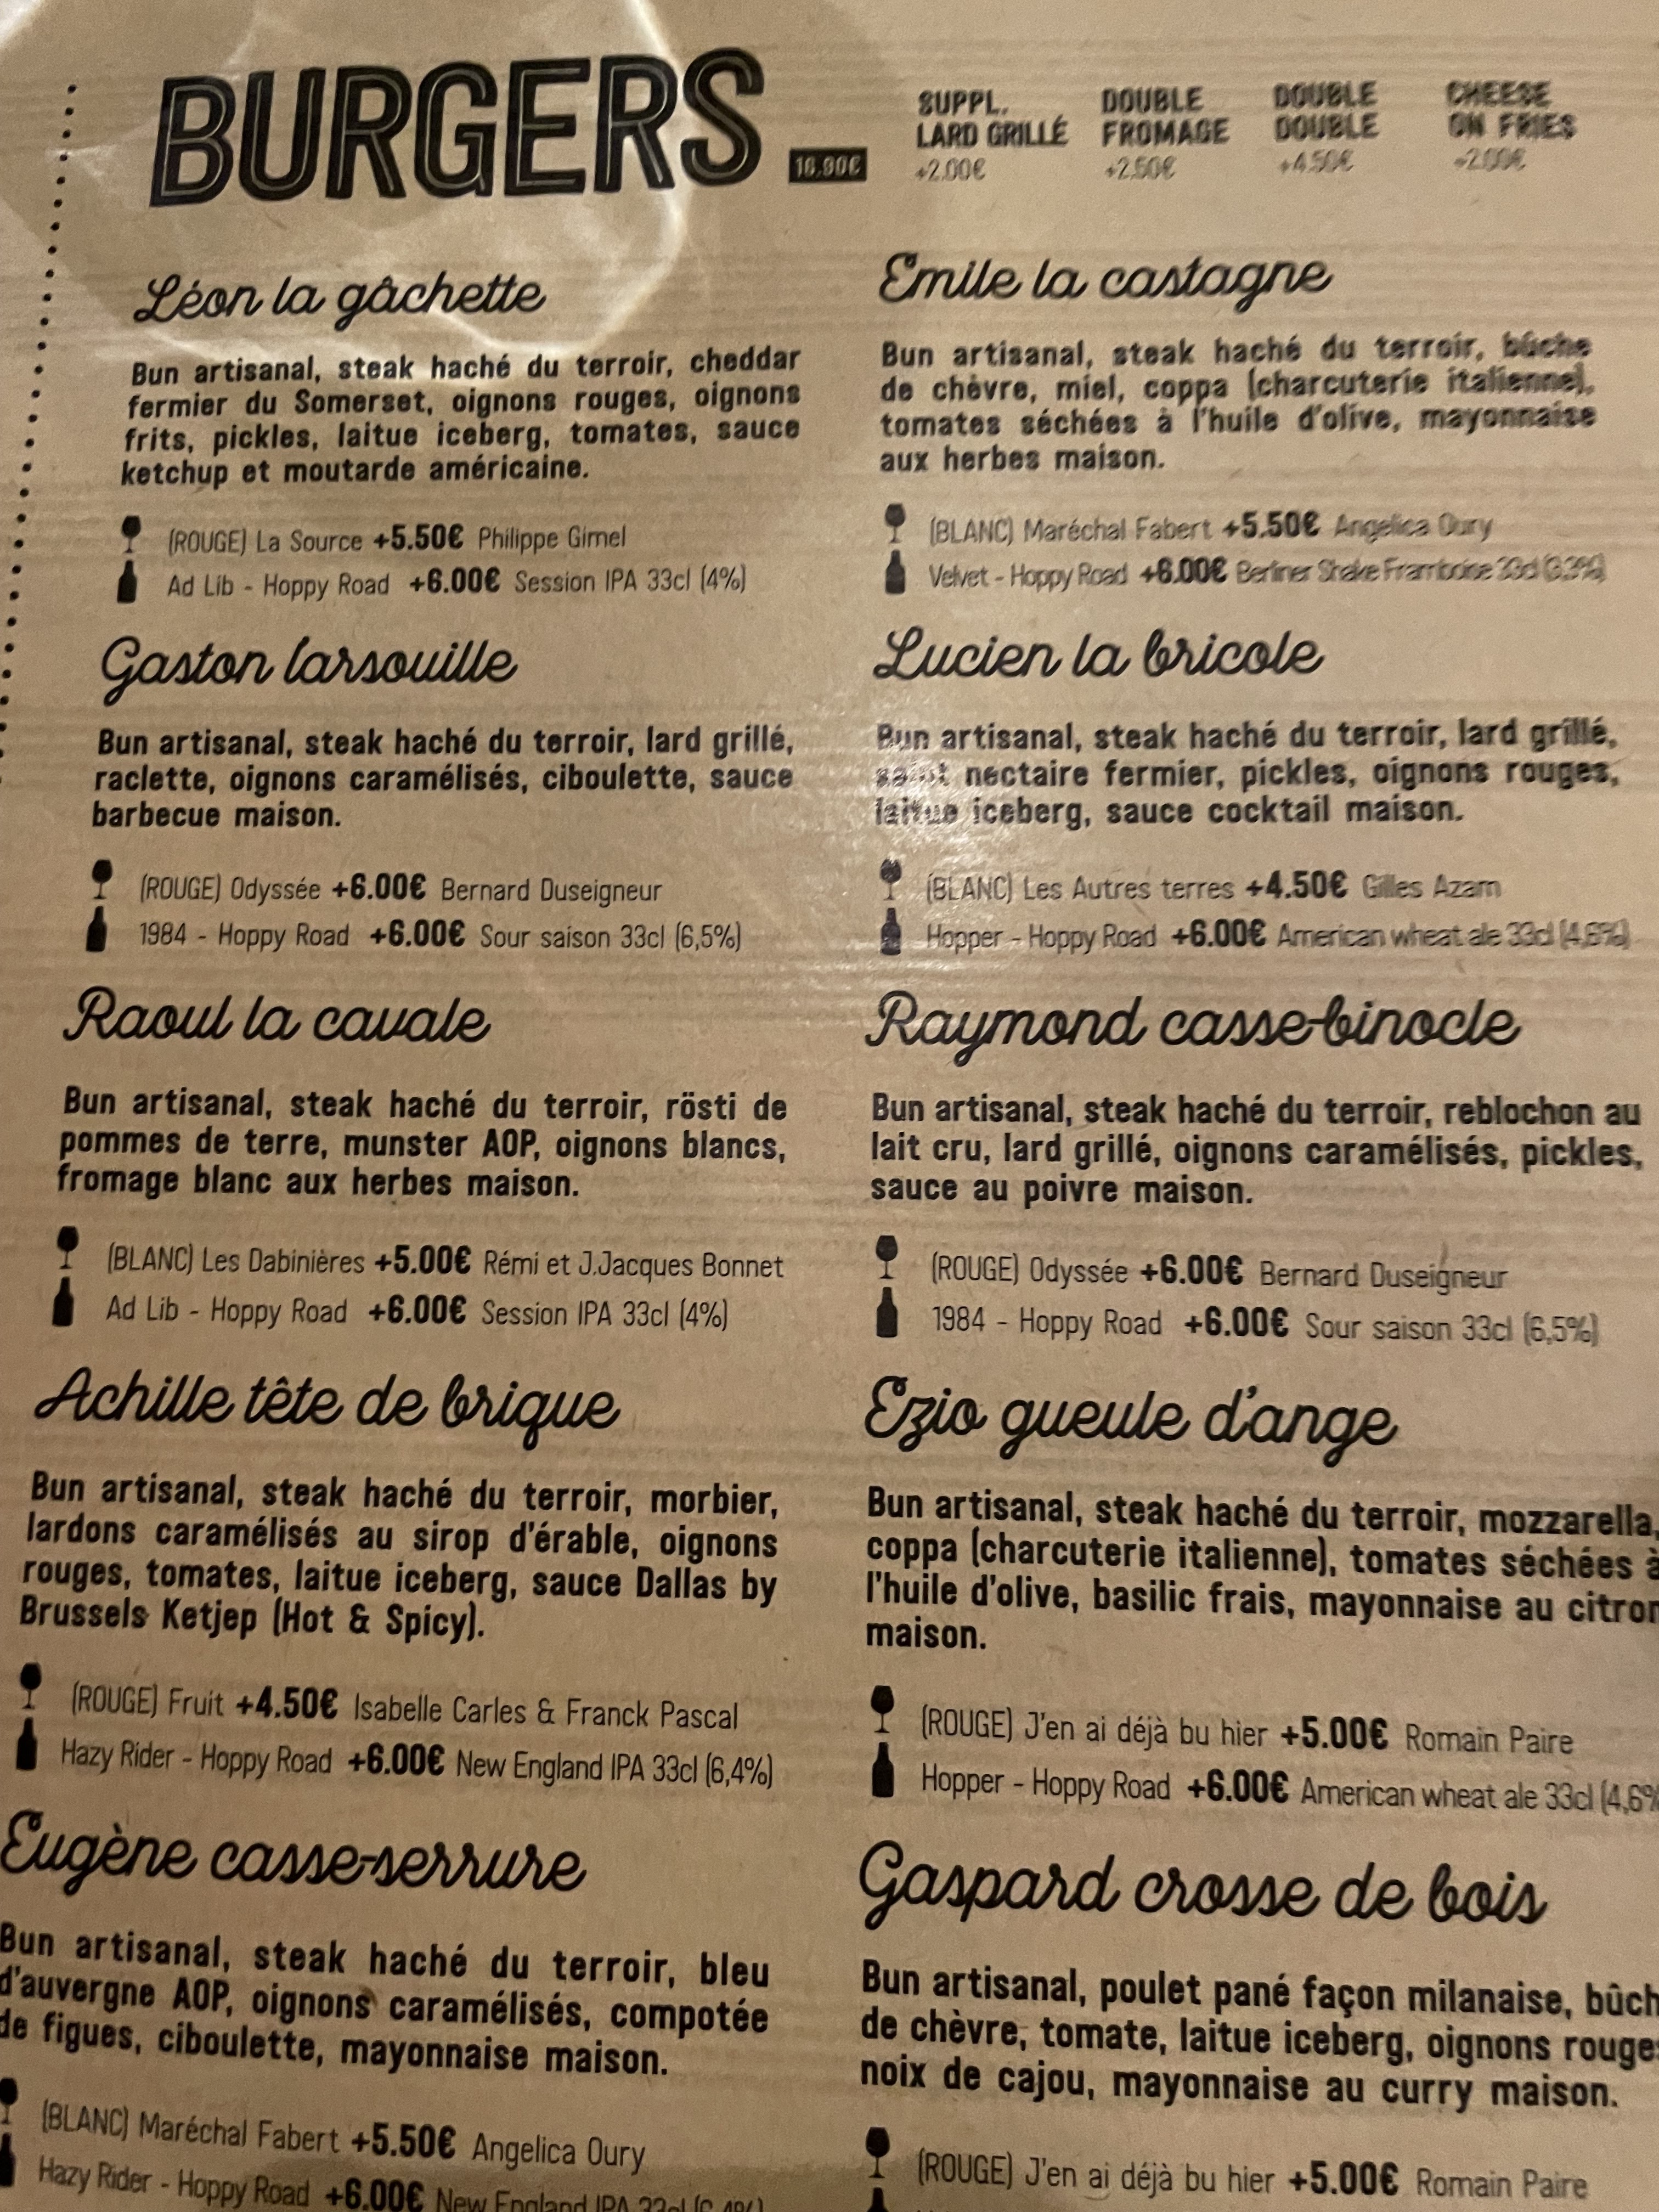 BURGERS
SUPPL.
LARD GRILLÉ
+2.00€
DOUBLE
FROMAGE
+2.50€
DOUBLE
DOUBLE
+4.50€
CHEESE
ON FRIES
+2.00€
Léon la gâchette
Bun artisanal, steak haché du terroir, cheddar
fermier du Somerset, oignons rouges, oignons
frits, pickles, laitue iceberg, tomates, sauce
ketchup et moutarde américaine.
(ROUGE) La Source +5.50€ Philippe Gimel
Ad Lib - Hoppy Road +6.00€ Session IPA 33cl (4%)
Gaston larsouille
Bun artisanal, steak haché du terroir, lard grillé,
raclette, oignons caramélisés, ciboulette, sauce
barbecue maison.
(ROUGE) Odyssée +6.00€ Bernard Duseigneur
1984 - Hoppy Road +6.00€ Sour saison 33cl (6,5%)
Raoul la cavale
Bun artisanal, steak haché du terroir, rösti de
pommes de terre, munster AOP, oignons blancs,
fromage blanc aux herbes maison.
(BLANC) Les Dabinières +5.00€ Rémi et J.Jacques Bonnet
Ad Lib - Hoppy Road +6.00€ Session IPA 33cl (4%)
Achille tête de brique
Bun artisanal, steak haché du terroir, morbier,
lardons caramélisés au sirop d'érable, oignons
rouges, tomates, laitue iceberg, sauce Dallas by
Brussels Ketjep (Hot & Spicy).
(ROUGE) Fruit +4.50€ Isabelle Carles & Franck Pascal
Hazy Rider - Hoppy Road +6.00€ New England IPA 33cl (6,4%)
Eugène casse-serrure
Bun artisanal, steak haché du terroir, bleu
d'auvergne AOP, oignons caramélisés, compotée
de figues, ciboulette, mayonnaise maison.
(BLANC) Maréchal Fabert +5.50€ Angelica Oury
Hazy Rider - Hoppy Road +6.00€ New England IPA 33cl
Emile la castagne
Bun artisanal, steak haché du terroir, bûche
de chèvre, miel, coppa (charcuterie italienne),
tomates séchées à l'huile d'olive, mayonnaise
aux herbes maison.
(BLANC) Maréchal Fabert +5.50€ Angelica Oury
Velvet - Hoppy Road +6.00€ Berliner Shake Framboise 33cl
Lucien la bricole
Bun artisanal, steak haché du terroir, lard grillé,
saint nectaire fermier, pickles, oignons rouges,
laitue iceberg, sauce cocktail maison.
(BLANC) Les Autres terres +4.50€ Gilles Azam
Hopper - Hoppy Road +6.00€ American wheat ale 33cl (4,6%)
Raymond casse-binocle
Bun artisanal, steak haché du terroir, reblochon au
lait cru, lard grillé, oignons caramélisés, pickles,
sauce au poivre maison.
(ROUGE) Odyssée +6.00€ Bernard Duseigneur
1984 - Hoppy Road +6.00€ Sour saison 33cl (6,5%)
Ezio gueule d'ange
Bun artisanal, steak haché du terroir, mozzarella,
coppa (charcuterie italienne), tomates séchées à
l'huile d'olive, basilic frais, mayonnaise au citron
maison.
(ROUGE) J'en ai déjà bu hier +5.00€ Romain Paire
Hopper - Hoppy Road +6.00€ American wheat ale 33cl (4,6%
Gaspard crosse de bois
Bun artisanal, poulet pané façon milanaise, bûch
de chèvre, tomate, laitue iceberg, oignons rouges
noix de cajou, mayonnaise au curry maison.
(ROUGE) J'en ai déjà bu hier +5.00€ Romain Paire